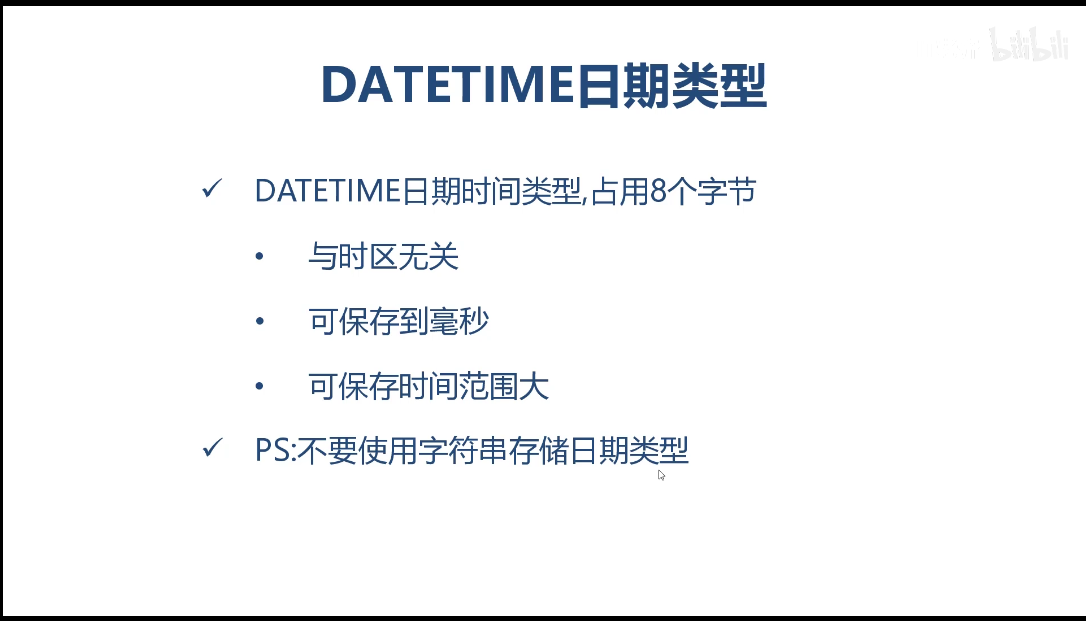 bilibili
DATETIME日期类型
✓ DATETIME日期时间类型,占用8个字节
• 与时区无关
• 可保存到毫秒
• 可保存时间范围大
✓ PS:不要使用字符串存储日期类型